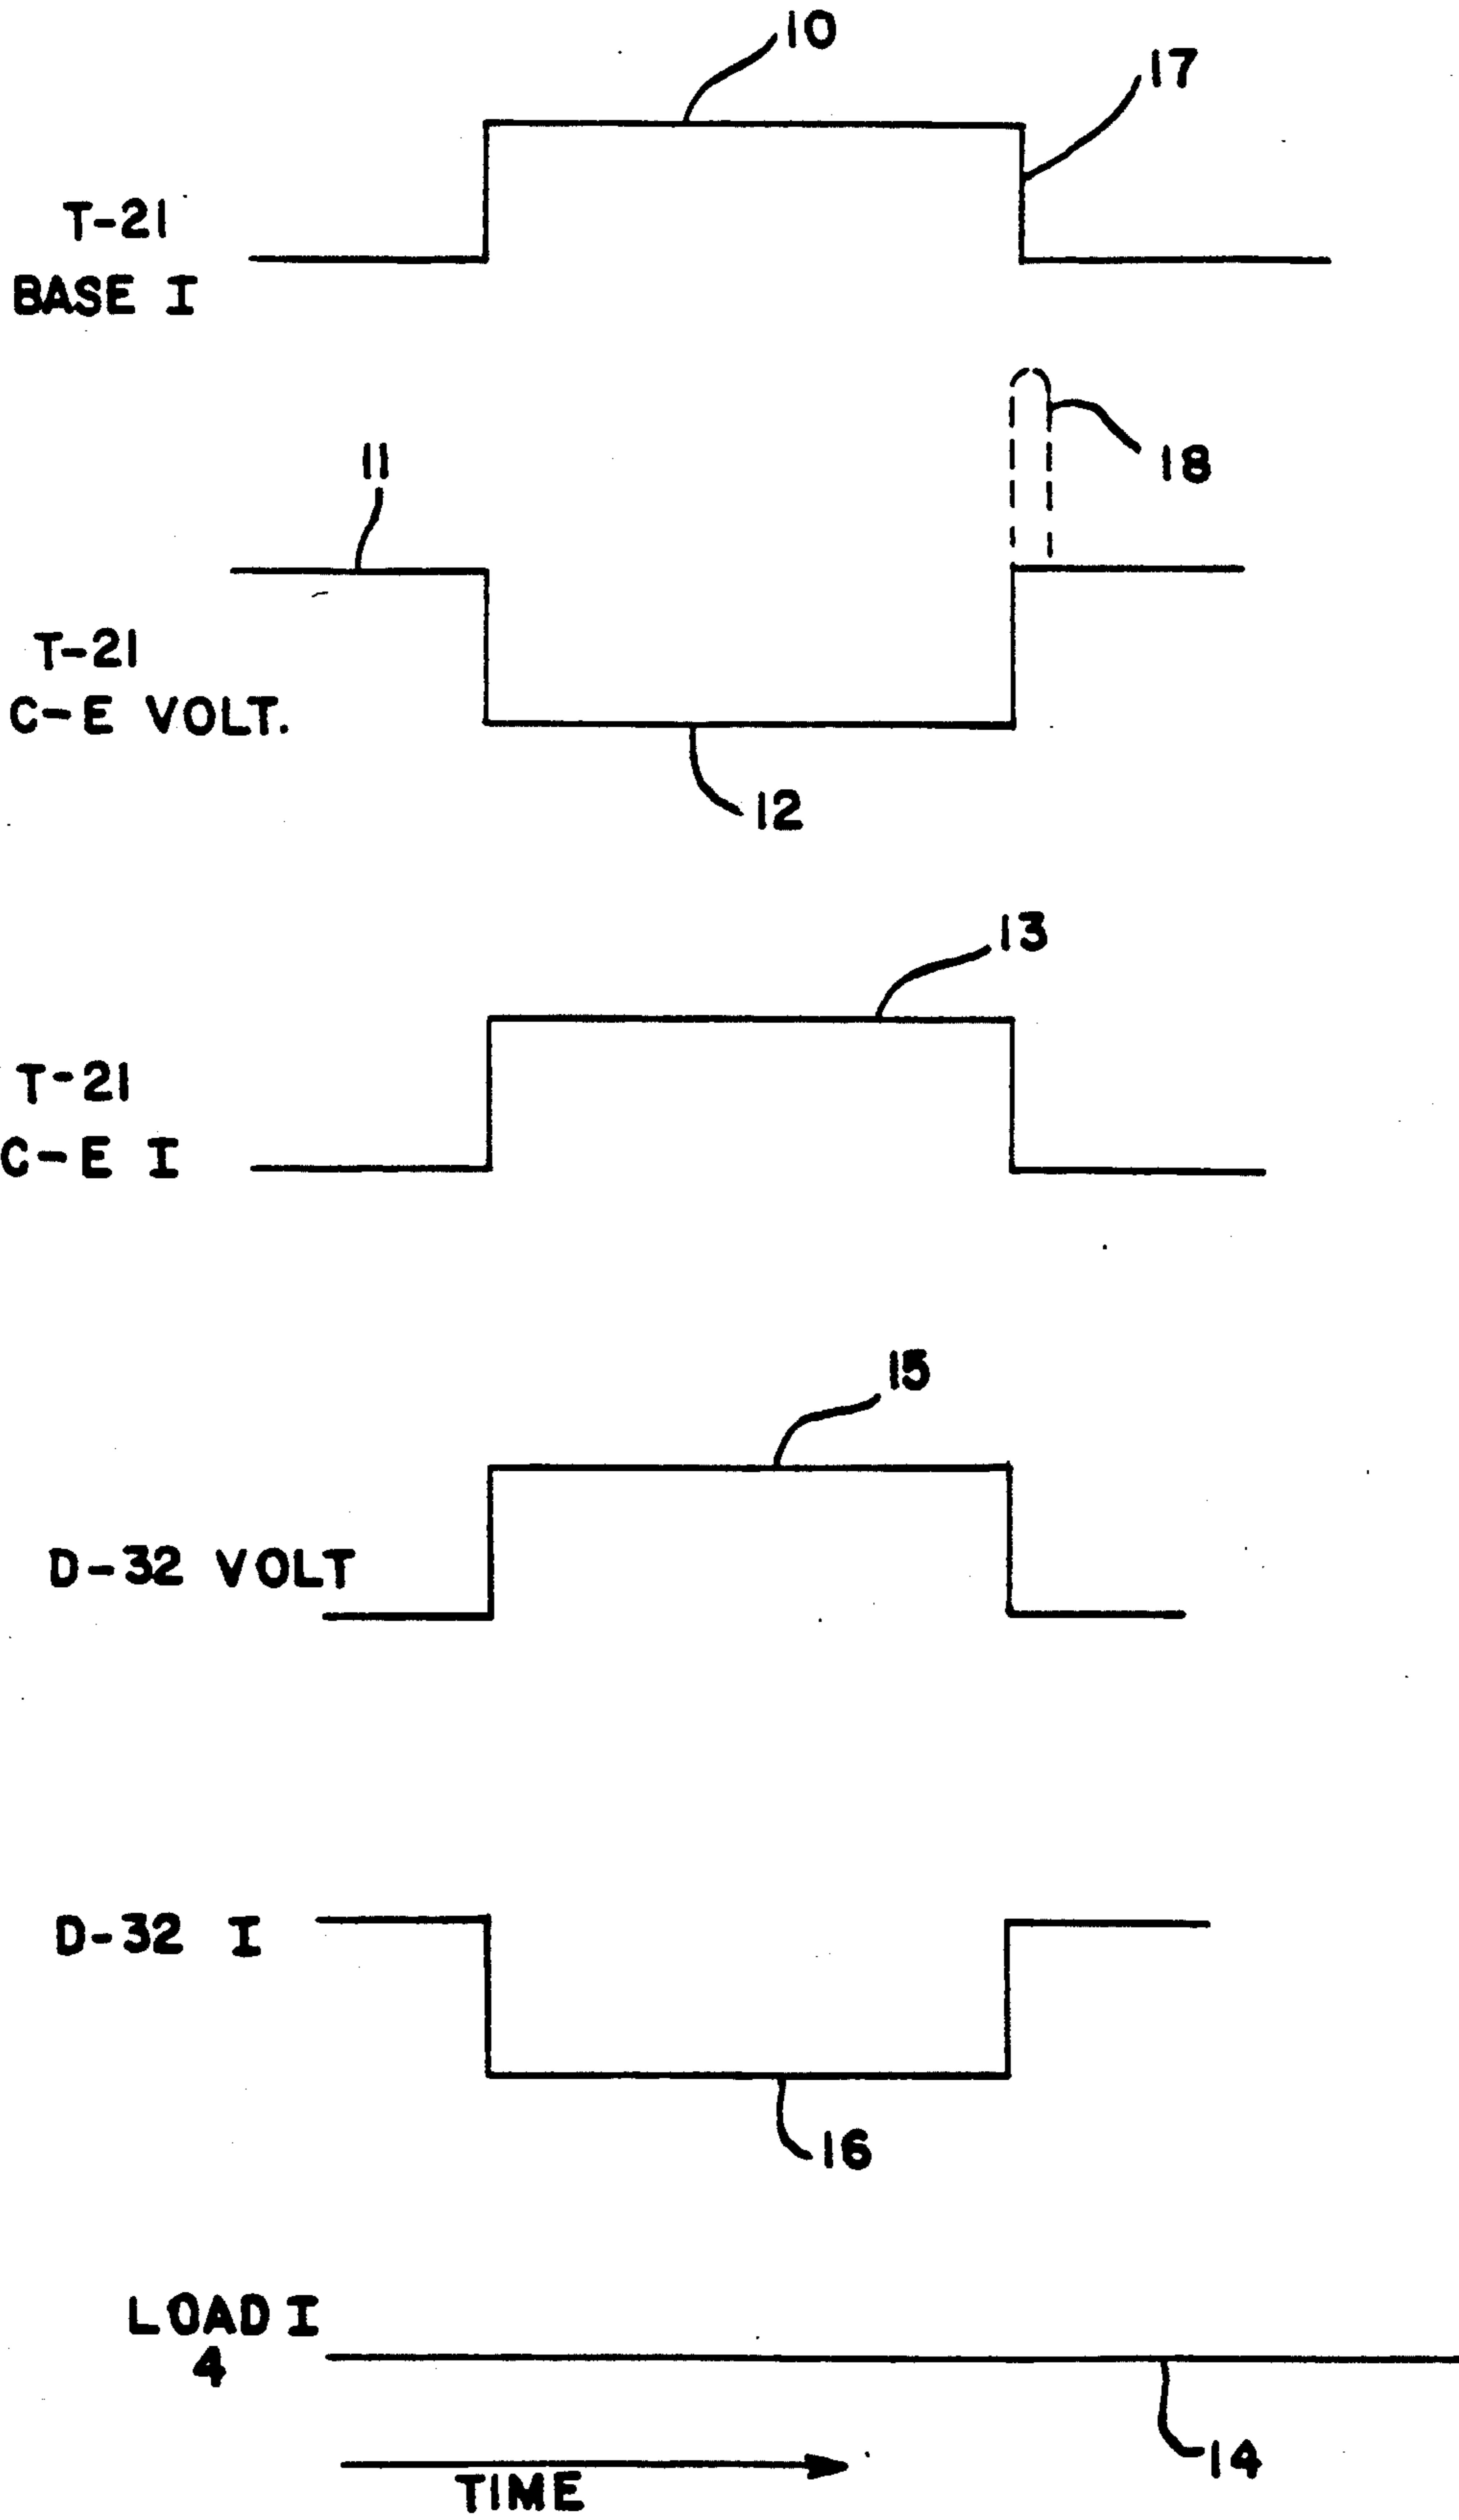 10
17
T-21
BASE I
11
18
T-21
C-E VOLT.
12
13
T-21
C-E I
15
D-32 VOLT
D-32 I
16
LOAD I
4
14
TIME